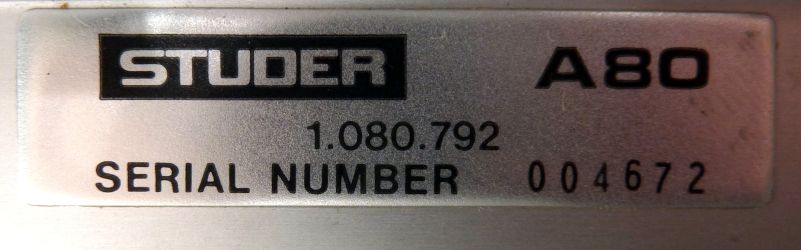 STUDER A80
1.080.792
SERIAL NUMBER 004672